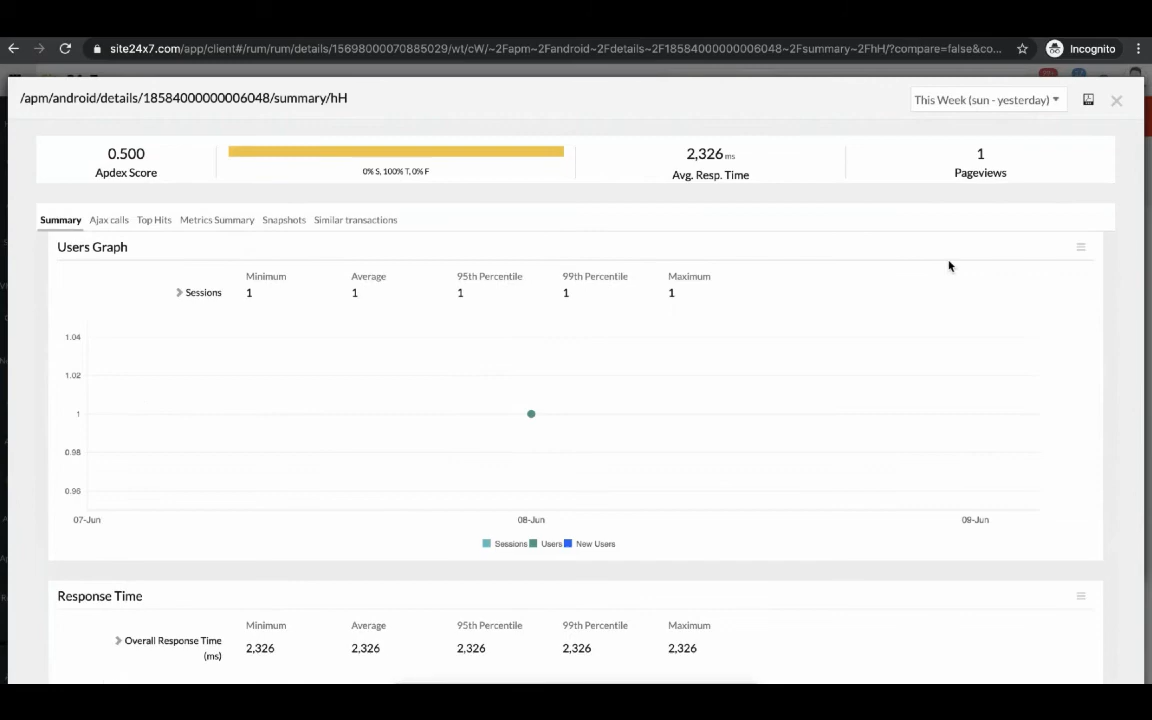 site24x7.com/app/client#/rum/rum/details/15698000070885029/wt/cW/~2Fapm~2Fandroid~2Fdetails~2F18584000000006048~2Fsummary~2FhH/?compare=false&co...
Incognito
/apm/android/details/18584000000006048/summary/hH
This Week (sun - yesterday)
0.500
Apdex Score
0% S, 100% T, 0% F
2,326 ms
Avg. Resp. Time
1
Pageviews
Summary Ajax calls Top Hits Metrics Summary Snapshots Similar transactions
Users Graph
Minimum Average 95th Percentile 99th Percentile Maximum
Sessions 1 1 1 1 1
1.04
1.02
1
0.98
0.96
07-Jun 08-Jun 09-Jun
Sessions Users New Users
Response Time
Minimum Average 95th Percentile 99th Percentile Maximum
Overall Response Time
(ms)
2,326 2,326 2,326 2,326 2,326